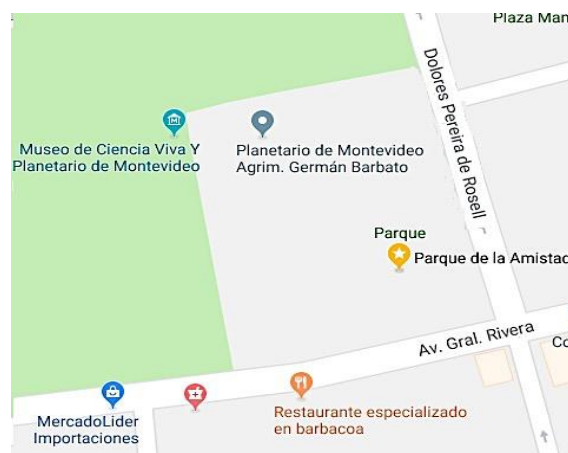 Plaza Man
Dolores Pereira de Rosell
Museo de Ciencia Viva Y
Planetario de Montevideo
Planetario de Montevideo
Agrim. Germán Barbato
Parque
Parque de la Amistad
Av. Gral. Rivera
Co
MercadoLider
Importaciones
Restaurante especializado
en barbacoa